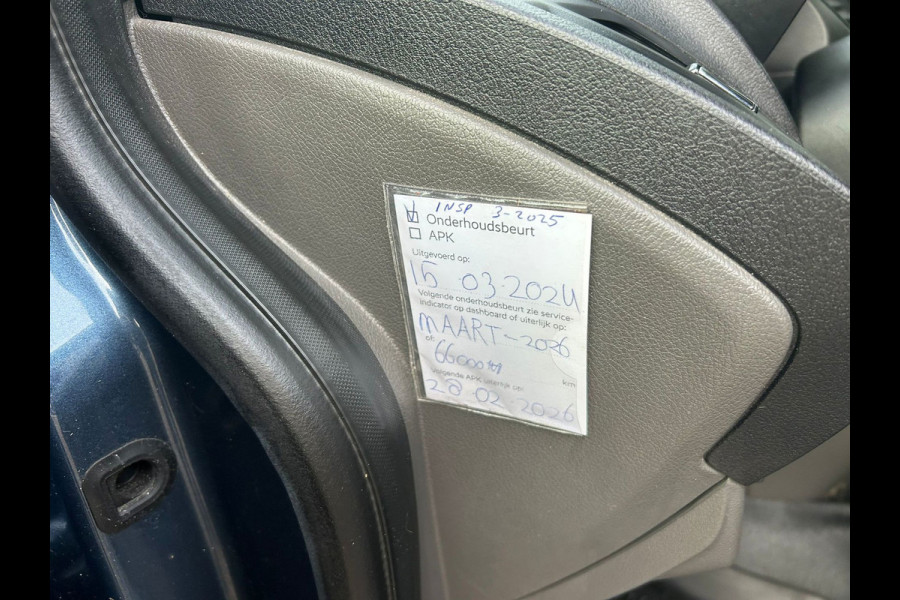 INSP 3-2025
Onderhoudsbeurt
APK
Uitgevoerd op:
15 03.2024
Volgende onderhoudsbeurt zie service-
indicator op dashboard of uiterlijk op:
MAART-2026
of: 66000KM km
Volgende APK uiterlijk op:
28 02-2026